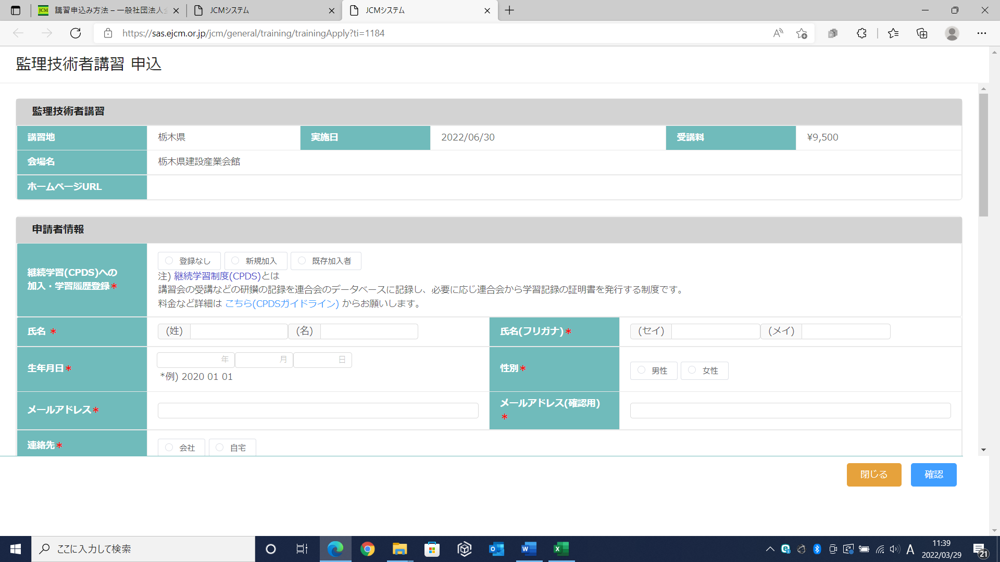 講習申込み方法 – 一般社団法人全
JCMシステム
JCMシステム
https://sas.ejcm.or.jp/jcm/general/training/trainingApply?ti=1184
監理技術者講習 申込
監理技術者講習
講習地 栃木県 実施日 2022/06/30 受講料 ¥9,500
会場名 栃木県建設産業会館
ホームページURL
申請者情報
継続学習(CPDS)への
加入・学習履歴登録*
登録なし 新規加入 既存加入者
注) 継続学習制度(CPDS)とは
講習会の受講などの研鑚の記録を連合会のデータベースに記録し、必要に応じ連合会から学習記録の証明書を発行する制度です。
料金など詳細は こちら(CPDSガイドライン) からお願いします。
氏名 * (姓) (名) 氏名(フリガナ)* (セイ) (メイ)
生年月日* 年 月 日
*例) 2020 01 01
性別* 男性 女性
メールアドレス* メールアドレス(確認用)
*
連絡先* 会社 自宅
閉じる 確認
ここに入力して検索
A 11:39
2022/03/29
21